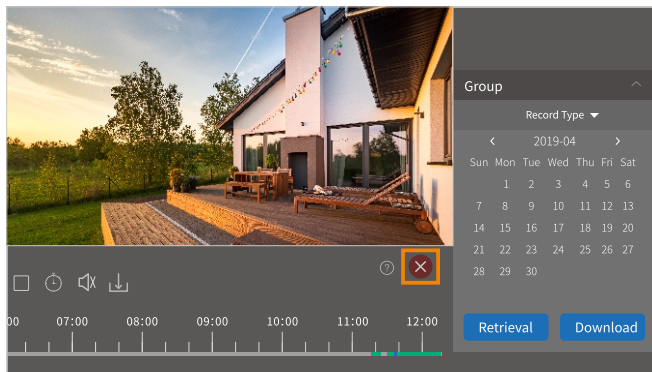 Group
Record Type
2019-04
Sun Mon Tue Wed Thu Fri Sat
1 2 3 4 5 6
7 8 9 10 11 12 13
14 15 16 17 18 19 20
21 22 23 24 25 26 27
28 29 30
?
00 07:00 08:00 09:00 10:00 11:00 12:00
Retrieval Download